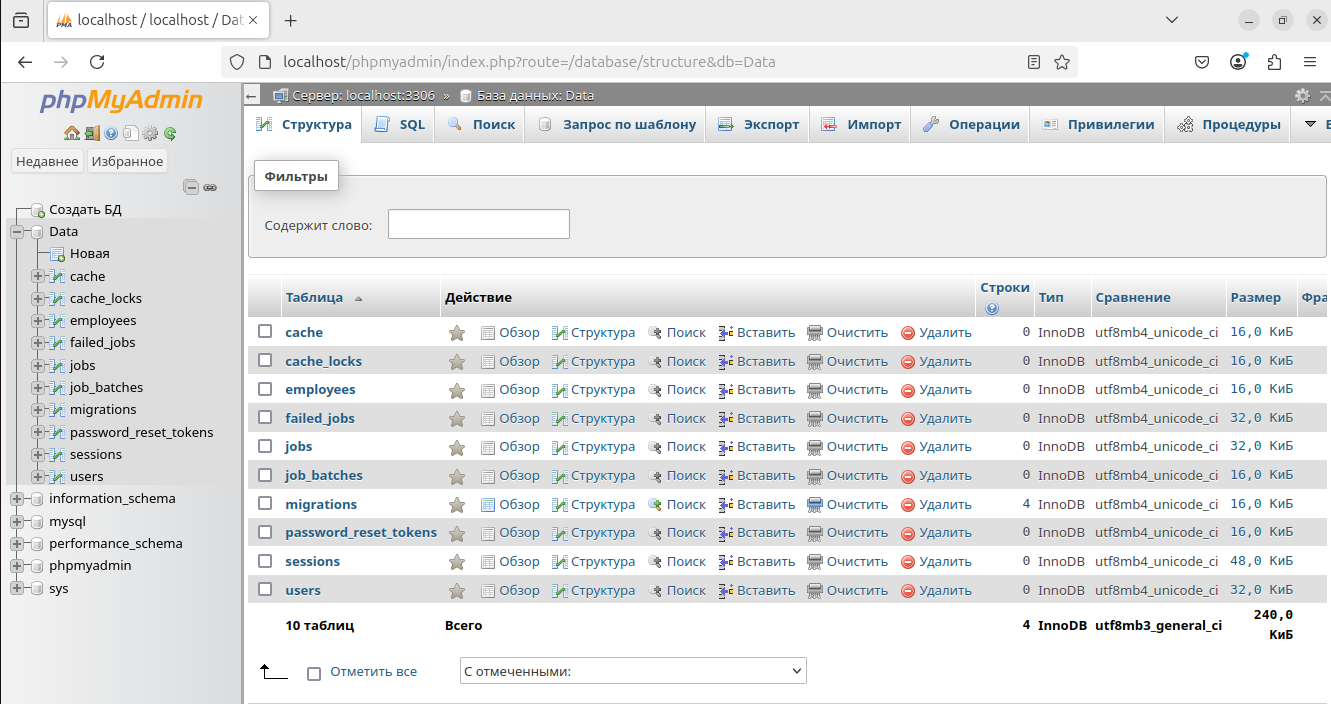 localhost / localhost / Dat
localhost/phpmyadmin/index.php?route=/database/structure&db=Data
phpMyAdmin
Недавнее Избранное
Создать БД
Data
Новая
cache
cache_locks
employees
failed_jobs
jobs
job_batches
migrations
password_reset_tokens
sessions
users
information_schema
mysql
performance_schema
phpmyadmin
sys
Сервер: localhost:3306 » База данных: Data
Структура SQL Поиск Запрос по шаблону Экспорт Импорт Операции Привилегии Процедуры
Фильтры
Содержит слово:
Таблица Действие Строки Тип Сравнение Размер Фра
cache Обзор Структура Поиск Вставить Очистить Удалить 0 InnoDB utf8mb4_unicode_ci 16,0 КиБ
cache_locks Обзор Структура Поиск Вставить Очистить Удалить 0 InnoDB utf8mb4_unicode_ci 16,0 КиБ
employees Обзор Структура Поиск Вставить Очистить Удалить 0 InnoDB utf8mb4_unicode_ci 16,0 КиБ
failed_jobs Обзор Структура Поиск Вставить Очистить Удалить 0 InnoDB utf8mb4_unicode_ci 32,0 КиБ
jobs Обзор Структура Поиск Вставить Очистить Удалить 0 InnoDB utf8mb4_unicode_ci 32,0 КиБ
job_batches Обзор Структура Поиск Вставить Очистить Удалить 0 InnoDB utf8mb4_unicode_ci 16,0 КиБ
migrations Обзор Структура Поиск Вставить Очистить Удалить 4 InnoDB utf8mb4_unicode_ci 16,0 КиБ
password_reset_tokens Обзор Структура Поиск Вставить Очистить Удалить 0 InnoDB utf8mb4_unicode_ci 16,0 КиБ
sessions Обзор Структура Поиск Вставить Очистить Удалить 0 InnoDB utf8mb4_unicode_ci 48,0 КиБ
users Обзор Структура Поиск Вставить Очистить Удалить 0 InnoDB utf8mb4_unicode_ci 32,0 КиБ
10 таблиц Всего 4 InnoDB utf8mb3_general_ci 240,0 КиБ
Отметить все С отмеченными: